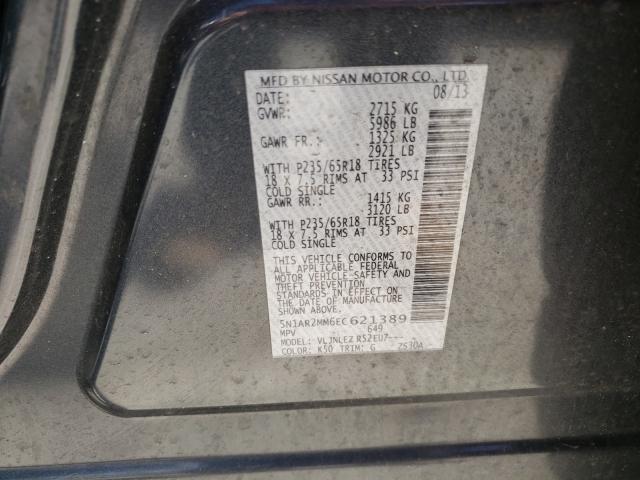 MFD BY NISSAN MOTOR CO., LTD.
DATE: 08/13
GVWR: 2715 KG
5986 LB
GAWR FR.: 1325 KG
2921 LB
WITH P235/65R18 TIRES
18 X 7.5 RIMS AT 33 PSI
COLD SINGLE
GAWR RR.: 1415 KG
3120 LB
WITH P235/65R18 TIRES
18 X 7.5 RIMS AT 33 PSI
COLD SINGLE
THIS VEHICLE CONFORMS TO
ALL APPLICABLE FEDERAL
MOTOR VEHICLE SAFETY AND
THEFT PREVENTION
STANDARDS IN EFFECT ON
THE DATE OF MANUFACTURE
SHOWN ABOVE.
5N1AR2MM6EC621389
MPV 649
MODEL: VLJNLEZ R52EU7---
COLOR: K50 TRIM: G ZS30A